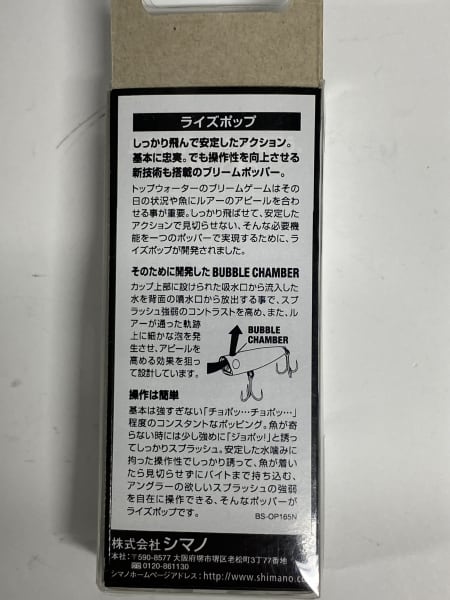 ライズポップ
しっかり飛んで安定したアクション。
基本に忠実。でも操作性を向上させる
新技術も搭載のブリームポッパー。
トップウォーターのブリームゲームはその
日の状況や魚にルアーのアピールを合わ
せる事が重要。しっかり飛ばせて、安定した
アクションで見切らせない、そんな必要機
能を一つのポッパーで実現するために、ラ
イズポップが開発されました。
そのために開発した BUBBLE CHAMBER
カップ上部に設けられた吸水口から流入した
水を背面の噴水口から放出する事で、スプ
ラッシュ強弱のコントラストを高め、また、ル
アーが通った軌跡
上に細かな泡を発
生させ、アピールを
高める効果を狙っ
て設計しています。
BUBBLE
CHAMBER
操作は簡単
基本は強すぎない「チョポッ…チョポッ…」
程度のコンスタントなポッピング。魚が寄
らない時には少し強めに「ジョポッ!」と誘っ
てしっかりスプラッシュ。安定した水噛みに
拘った操作性でしっかり誘って、魚が着い
たら見切らせずにバイトまで持ち込む、
アングラーの欲しいスプラッシュの強弱
を自在に操作できる、そんなポッパーが
ライズポップです。
BS-OP165N
株式会社シマノ
本社:〒590-8577 大阪府堺市堺区老松町3丁77番地
0120-861130
シマノホームページアドレス:http://www.shimano.co